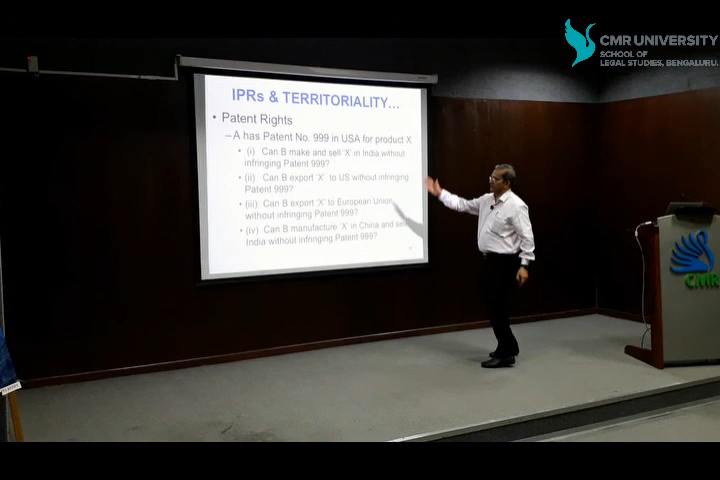 CMR UNIVERSITY
SCHOOL OF
LEGAL STUDIES, BENGALURU.
IPRs & TERRITORIALITY…
• Patent Rights
–A has Patent No. 999 in USA for product X
• (i) Can B make and sell 'X' in India without
infringing Patent 999?
• (ii) Can B export 'X' to US without infringing
Patent 999?
• (iii) Can B export 'X' to European Union
without infringing Patent 999?
• (iv) Can B manufacture 'X' in China and sell
India without infringing Patent 999?
CMR